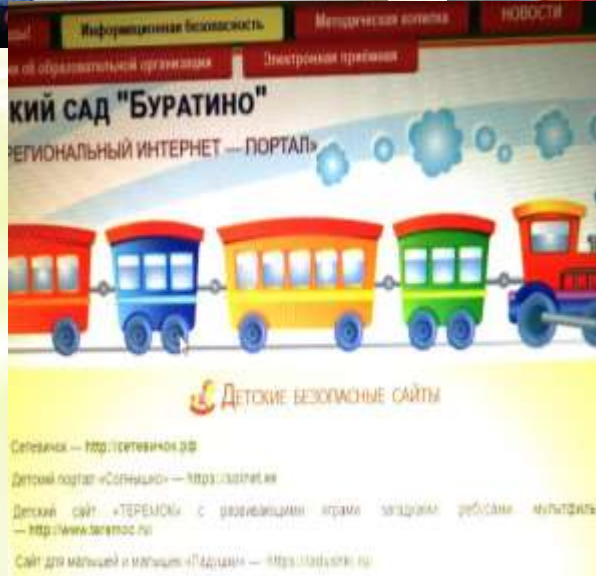 Информационная безопасность
Методическая копилка
НОВОСТИ
об образовательной организации
Электронная приёмная
КИЙ САД "БУРАТИНО"
РЕГИОНАЛЬНЫЙ ИНТЕРНЕТ — ПОРТАЛ»
ДЕТСКИЕ БЕЗОПАСНЫЕ САЙТЫ
Сетевичок — http://сетевичок.рф
Детский портал «Солнышко» — https://solnet.ee
Детский сайт «ТЕРЕМОК» с развивающими играми загадками ребусами мультфиль
— http://www.teremoc.ru
Сайт для малышей и малышек «Ладушки» — https://ladushki.ru